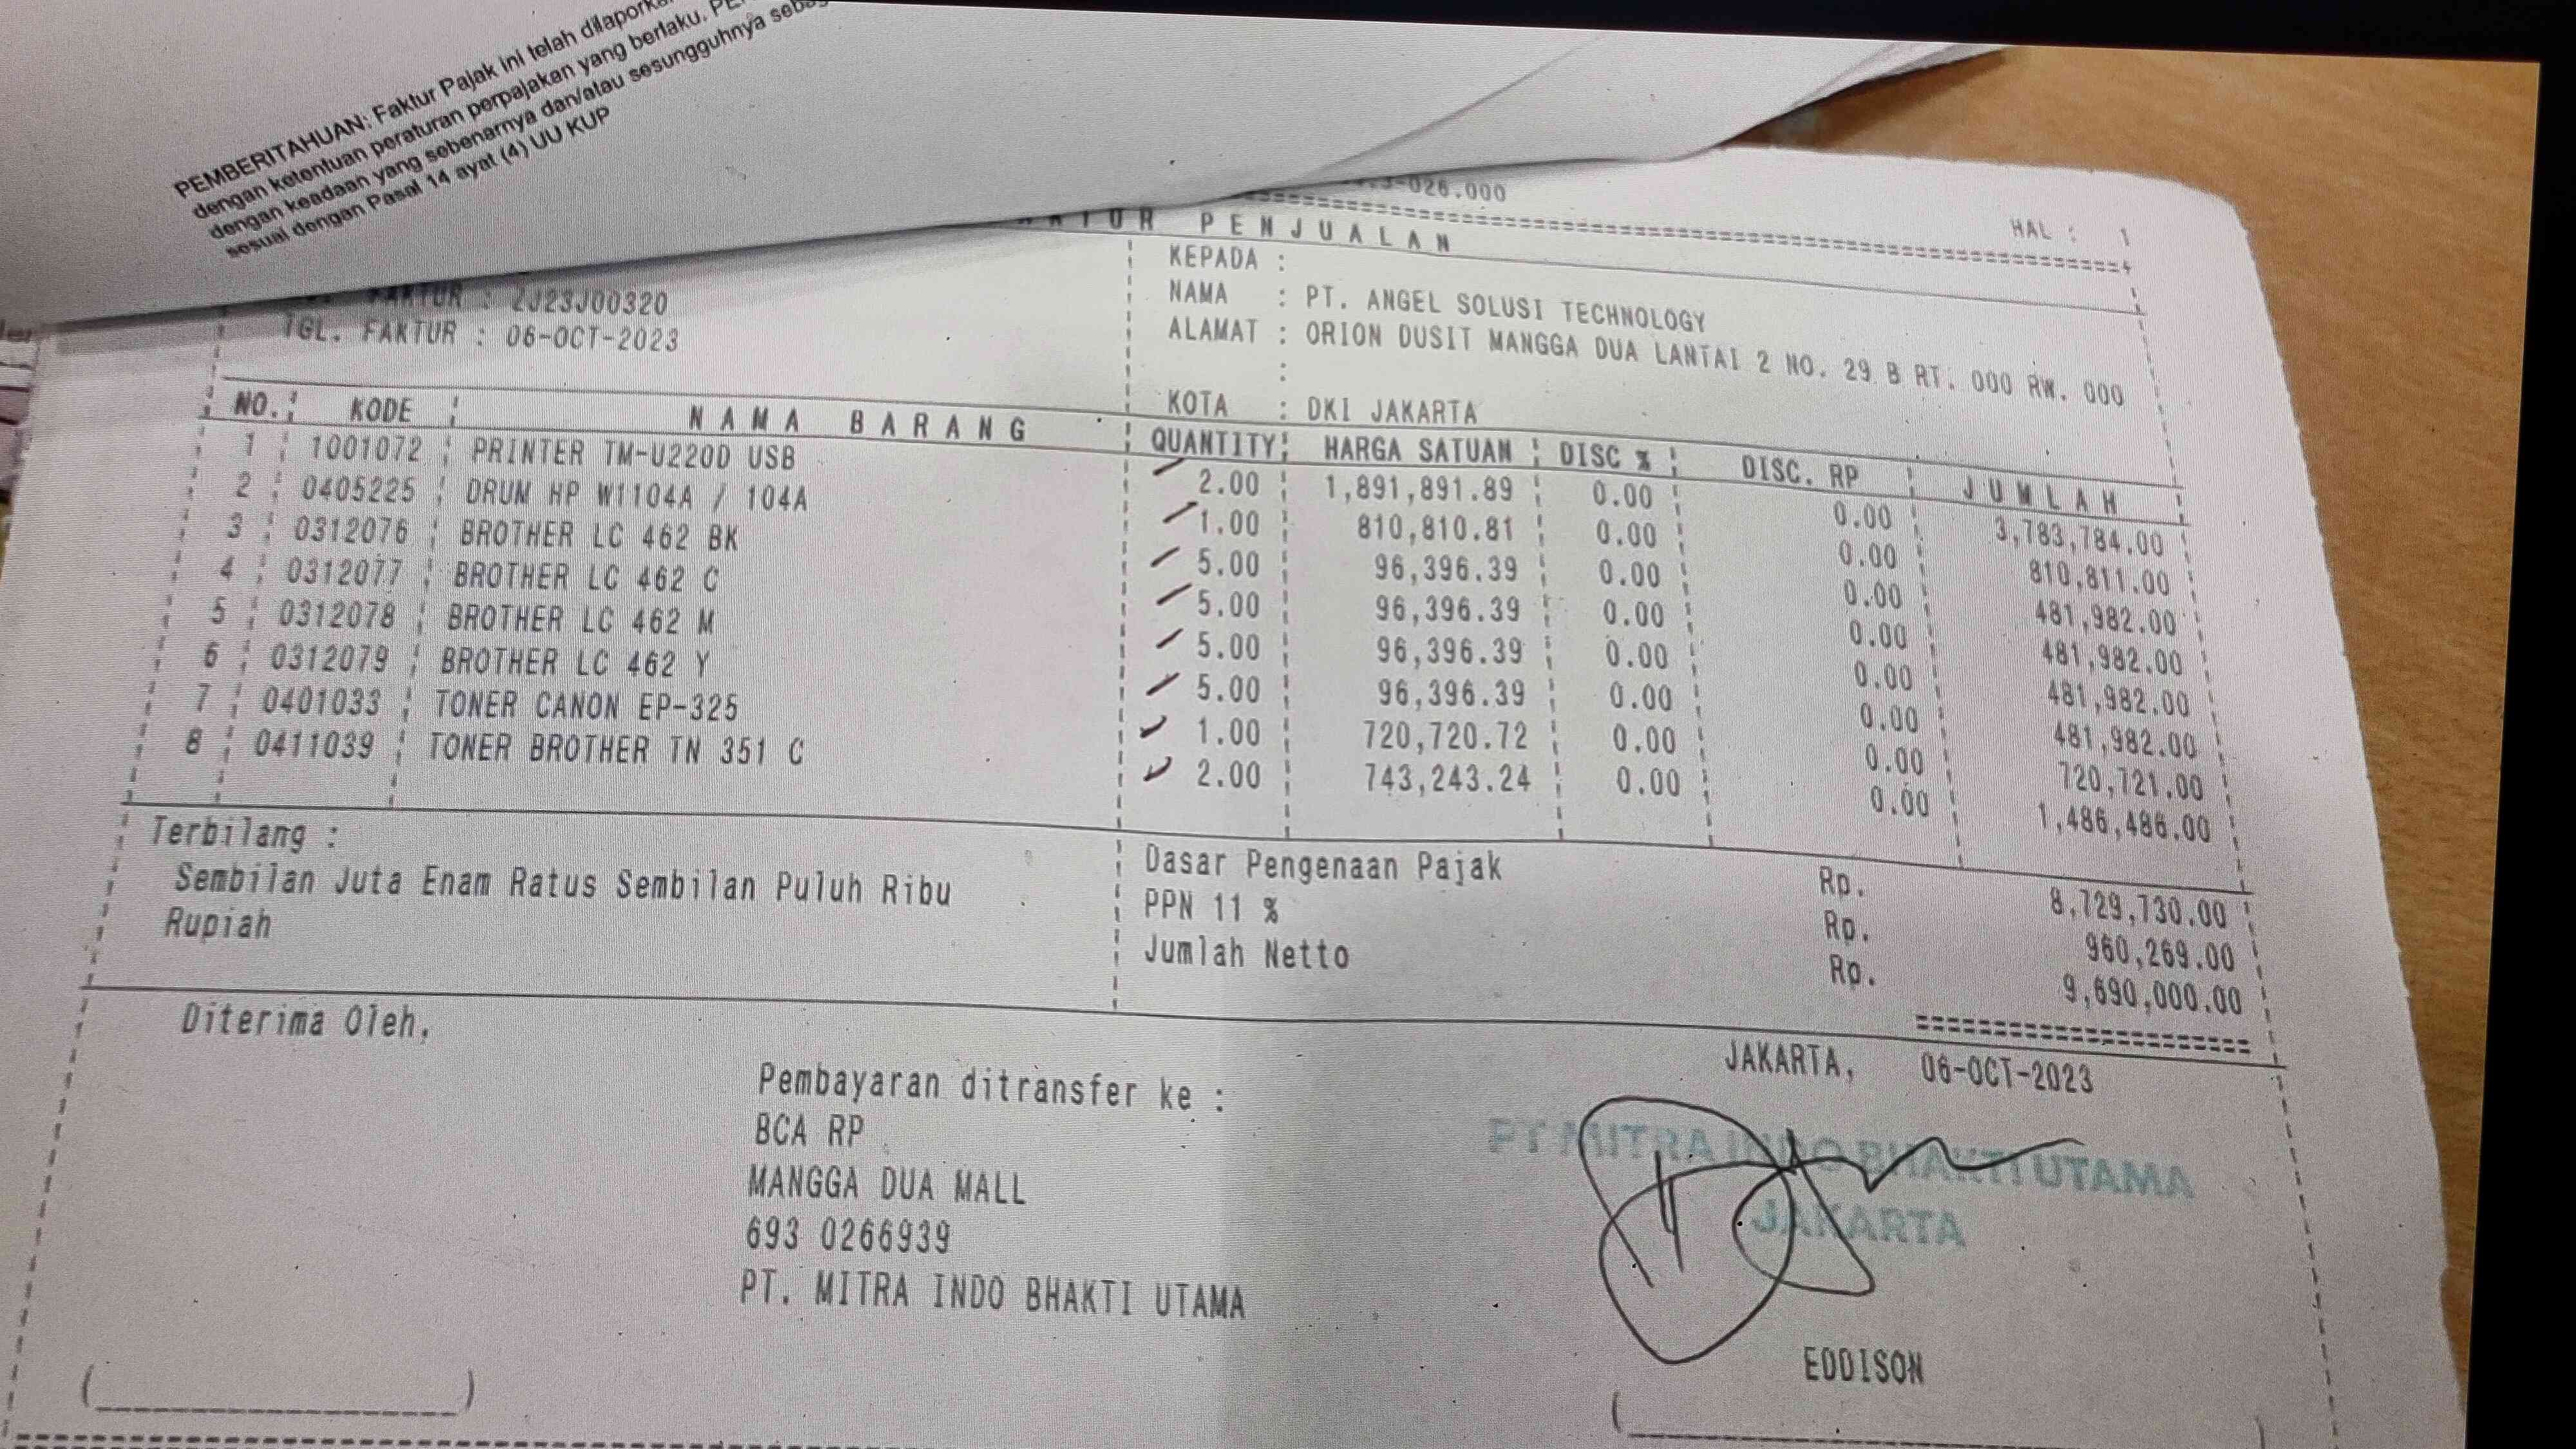 PEMBERITAHUAN: Faktur Pajak ini telah dilaporka
dengan ketentuan peraturan perpajakan yang berlaku.
dengan keadaan yang sebenarnya dan/atau sesungguhnya seba
sesuai dengan Pasal 14 ayat (4) UU KUP
-026.000
HAL : 1
PENJUALAN
KEPADA :
NAMA : PT. ANGEL SOLUSI TECHNOLOGY
ALAMAT : ORION DUSIT MANGGA DUA LANTAI 2 NO. 29 B RT. 000 RW. 000
:
KOTA : DKI JAKARTA
FAKTUR : 2J23J00320
TGL. FAKTUR : 06-OCT-2023
NO. KODE NAMA BARANG QUANTITY HARGA SATUAN DISC % DISC. RP JUMLAH
1 1001072 PRINTER TM-U220D USB 2.00 1,891,891.89 0.00 0.00 3,783,784.00
2 0405225 DRUM HP W1104A / 104A 1.00 810,810.81 0.00 0.00 810,811.00
3 0312076 BROTHER LC 462 BK 5.00 96,396.39 0.00 0.00 481,982.00
4 0312077 BROTHER LC 462 C 5.00 96,396.39 0.00 0.00 481,982.00
5 0312078 BROTHER LC 462 M 5.00 96,396.39 0.00 0.00 481,982.00
6 0312079 BROTHER LC 462 Y 5.00 96,396.39 0.00 0.00 481,982.00
7 0401033 TONER CANON EP-325 1.00 720,720.72 0.00 0.00 720,721.00
8 0411039 TONER BROTHER TN 351 C 2.00 743,243.24 0.00 0.00 1,486,486.00
Terbilang :
Sembilan Juta Enam Ratus Sembilan Puluh Ribu
Rupiah
Dasar Pengenaan Pajak Rp. 8,729,730.00
PPN 11 % Rp. 960,269.00
Jumlah Netto Rp. 9,690,000.00
Diterima Oleh,
Pembayaran ditransfer ke :
BCA RP
MANGGA DUA MALL
693 0266939
PT. MITRA INDO BHAKTI UTAMA
JAKARTA, 06-OCT-2023
PT MITRA INDO BHAKTI UTAMA
JAKARTA
EDDISON